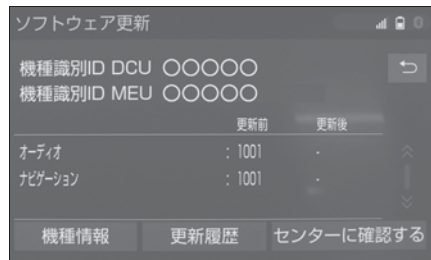 ソフトウェア更新
機種識別ID DCU ○○○○○
機種識別ID MEU ○○○○○
更新前 更新後
オーディオ : 1001 -
ナビゲーション : 1001 -
機種情報 更新履歴 センターに確認する